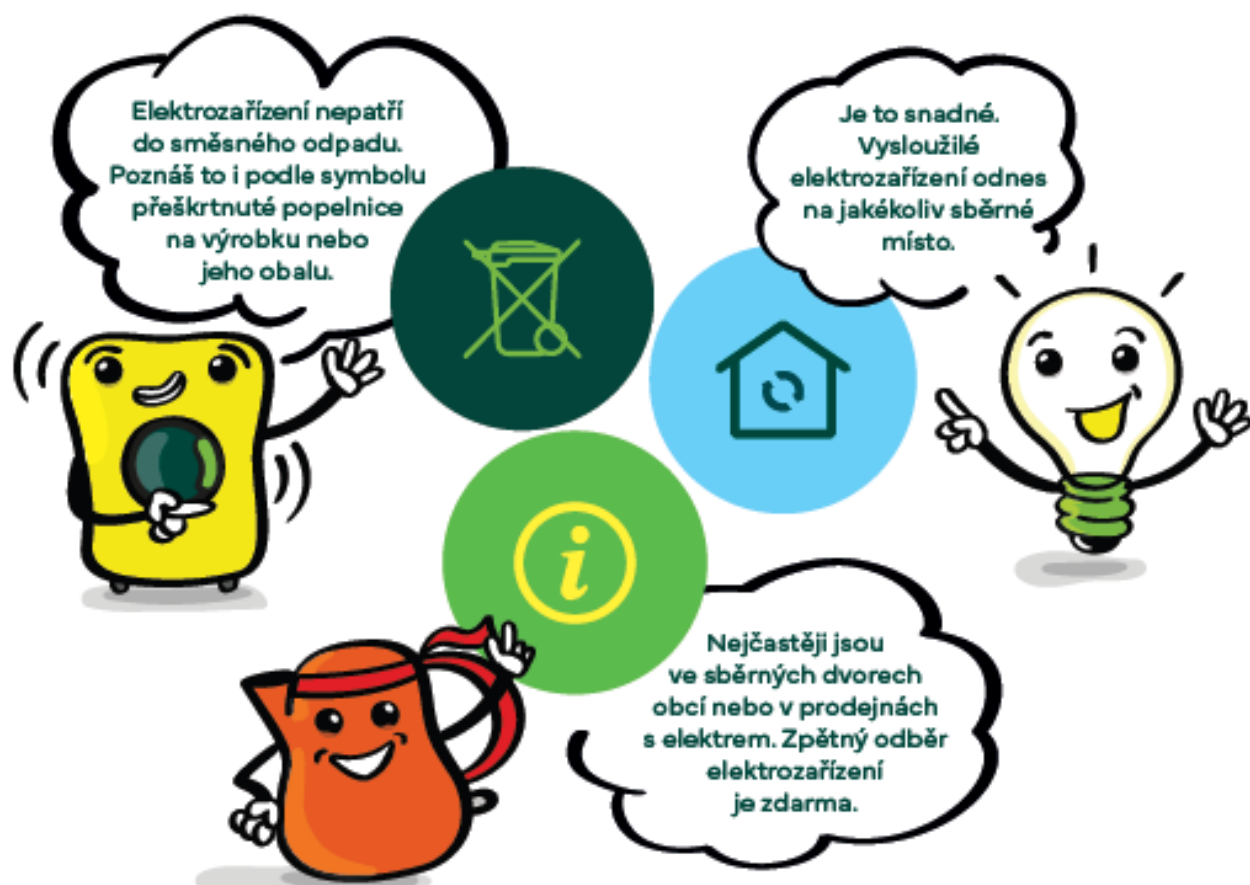 Elektrozařízení nepatří
do směsného odpadu.
Poznáš to i podle symbolu
přeškrtnuté popelnice
na výrobku nebo
jeho obalu.
Je to snadné.
Vysloužilé
elektrozařízení odnes
na jakékoliv sběrné
místo.
i
Nejčastěji jsou
ve sběrných dvorech
obcí nebo v prodejnách
s elektrem. Zpětný odběr
elektrozařízení
je zdarma.